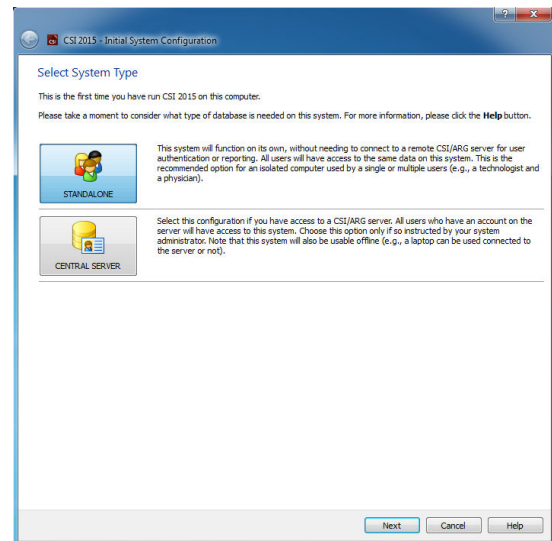 CSI 2015 - Initial System Configuration
Select System Type
This is the first time you have run CSI 2015 on this computer.
Please take a moment to consider what type of database is needed on this system. For more information, please click the Help button.
STANDALONE
This system will function on its own, without needing to connect to a remote CSI/ARG server for user
authentication or reporting. All users will have access to the same data on this system. This is the
recommended option for an isolated computer used by a single or multiple users (e.g., a technologist and
a physician).
CENTRAL SERVER
Select this configuration if you have access to a CSI/ARG server. All users who have an account on the
server will have access to this system. Choose this option only if so instructed by your system
administrator. Note that this system will also be usable offline (e.g., a laptop can be used connected to
the server or not).
Next Cancel Help